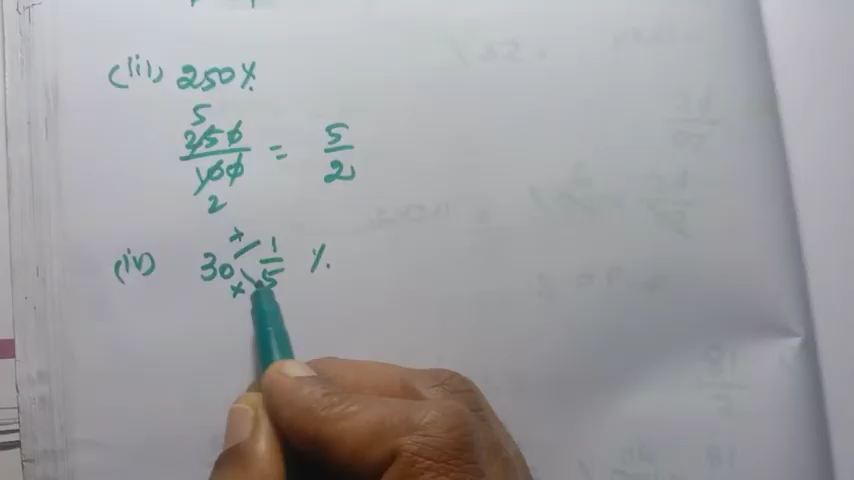 (iii) 250%
5
250/100 = 5/2
2
(iv) 30 1/5 %
+
×